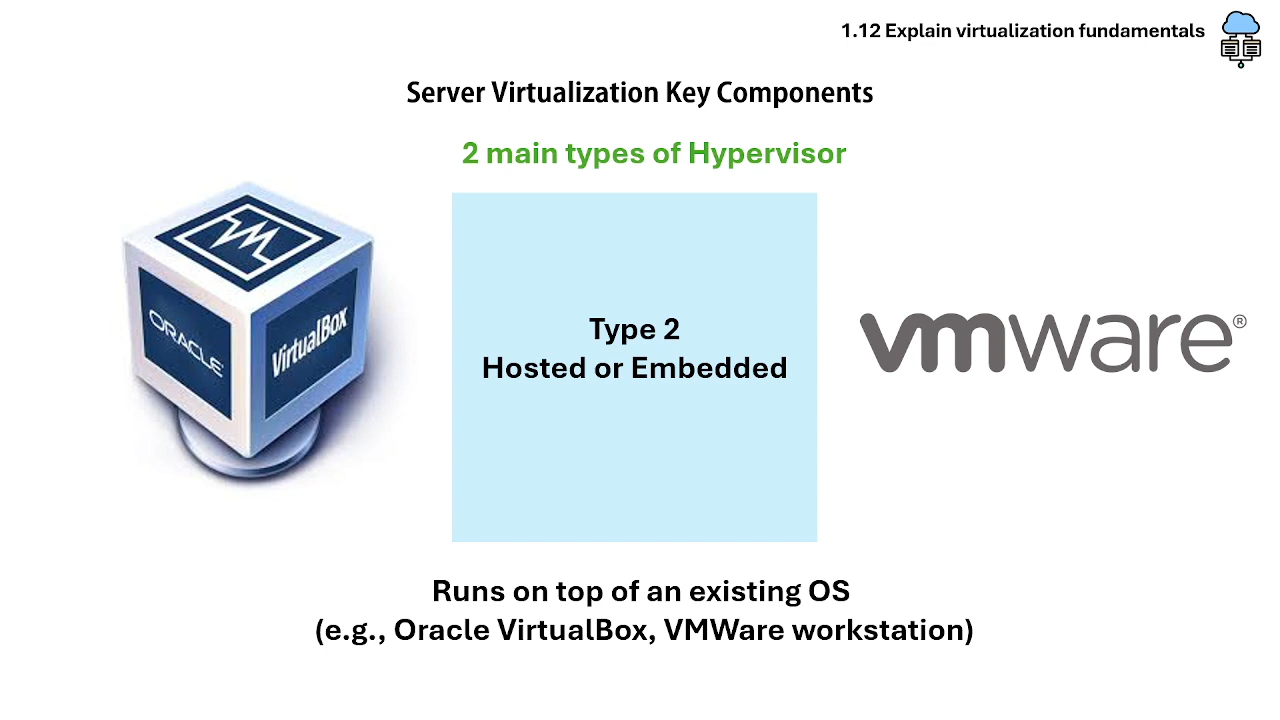 1.12 Explain virtualization fundamentals
Server Virtualization Key Components
2 main types of Hypervisor
ORACLE
VirtualBox
Type 2
Hosted or Embedded
vmware®
Runs on top of an existing OS
(e.g., Oracle VirtualBox, VMWare workstation)